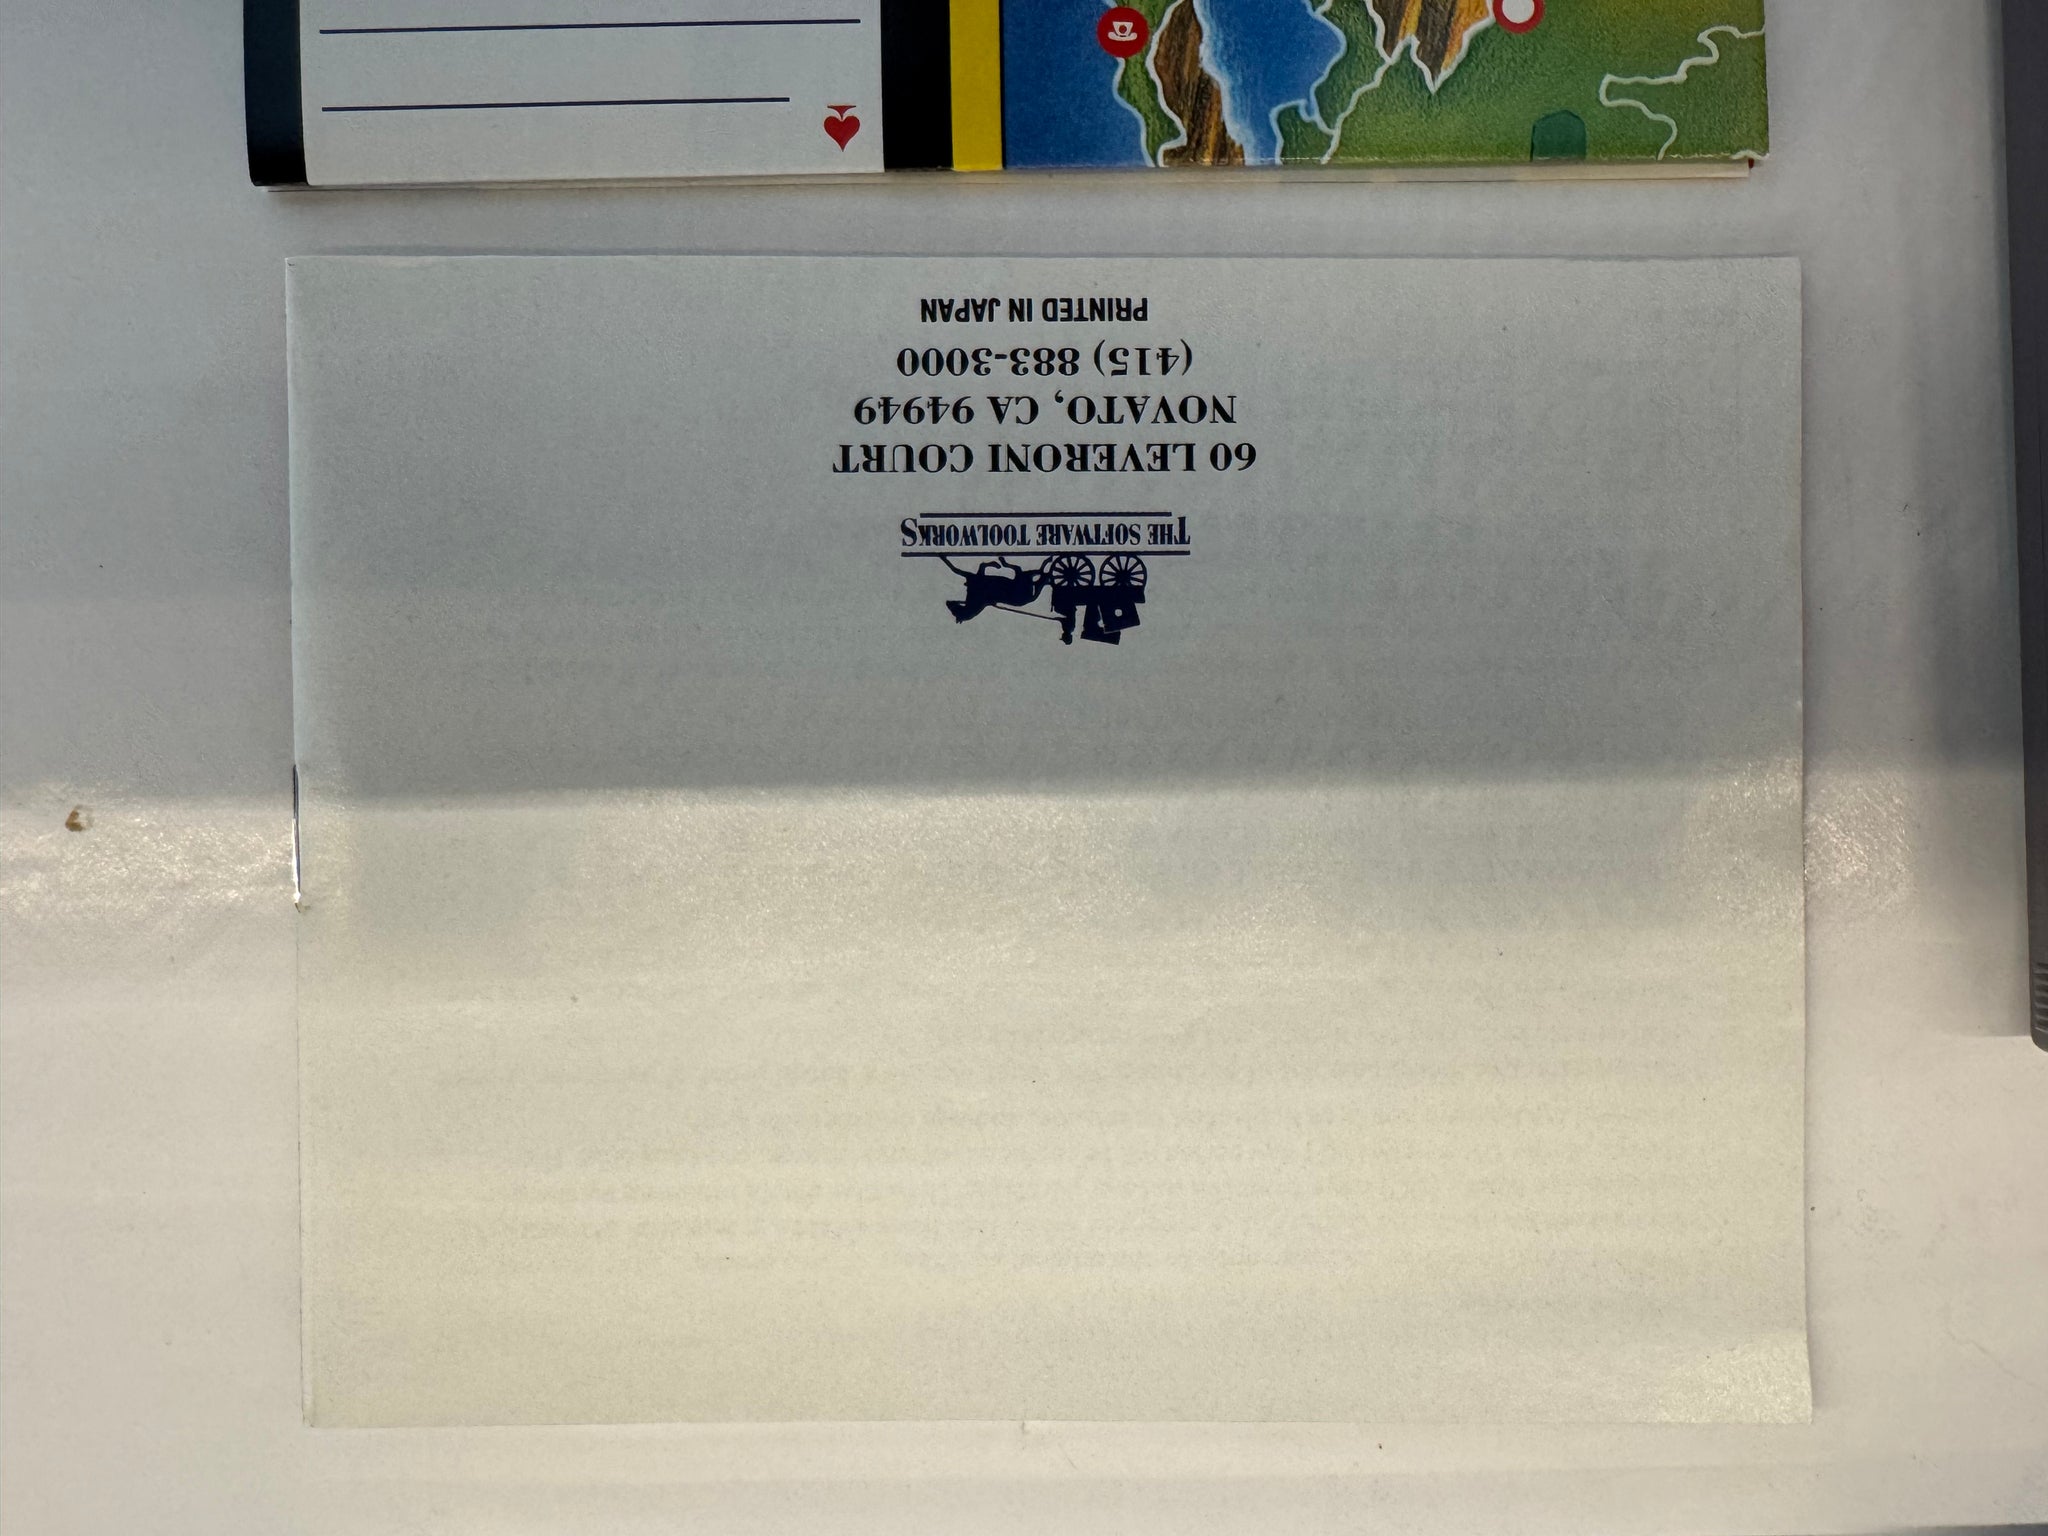 THE SOFTWARE TOOLWORKS
60 LEVERONI COURT
NOVATO, CA 94949
(415) 883-3000
PRINTED IN JAPAN